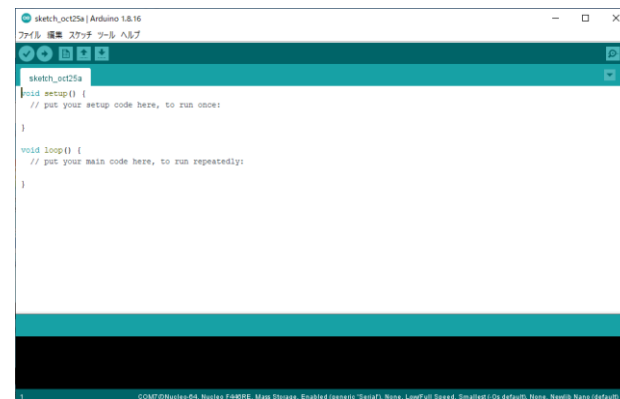 sketch_oct25a | Arduino 1.8.16
ファイル 編集 スケッチ ツール ヘルプ
sketch_oct25a
void setup() {
// put your setup code here, to run once:
}
void loop() {
// put your main code here, to run repeatedly:
}
1
COM7のNucleo-64, Nucleo F446RE, Mass Storage, Enabled (generic 'Serial'), None, Low/Full Speed, Smallest (-Os default), None, Newlib Nano (default)